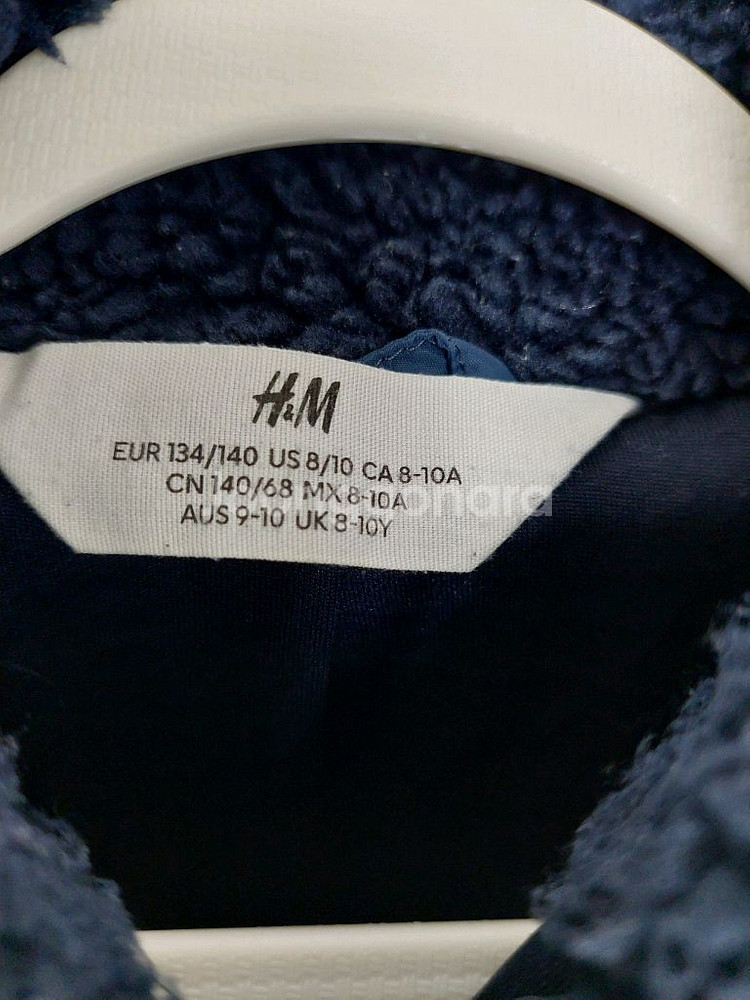 H&M
EUR 134/140 US 8/10 CA 8-10A
CN 140/68 MX 8-10A
AUS 9-10 UK 8-10Y